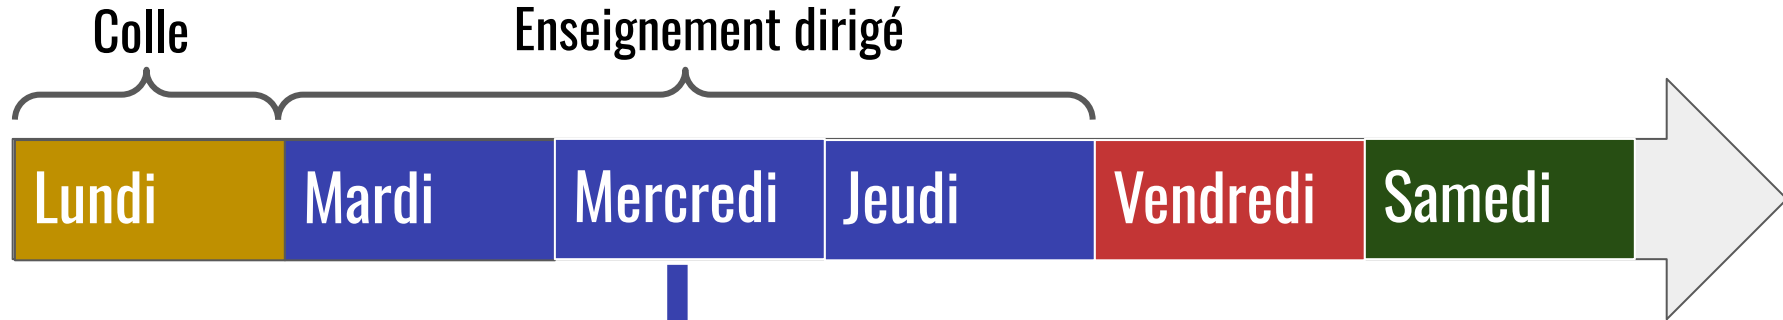 Colle
Enseignement dirigé
Lundi
Mardi
Mercredi
Jeudi
Vendredi
Samedi